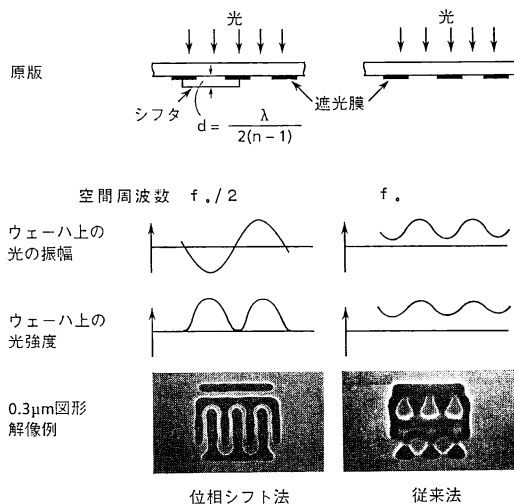 光 光
原版
シフタ
遮光膜
d = λ / 2(n-1)
空間周波数 f₀/2 f₀
ウェーハ上の
光の振幅
ウェーハ上の
光強度
0.3μm図形
解像例
位相シフト法 従来法